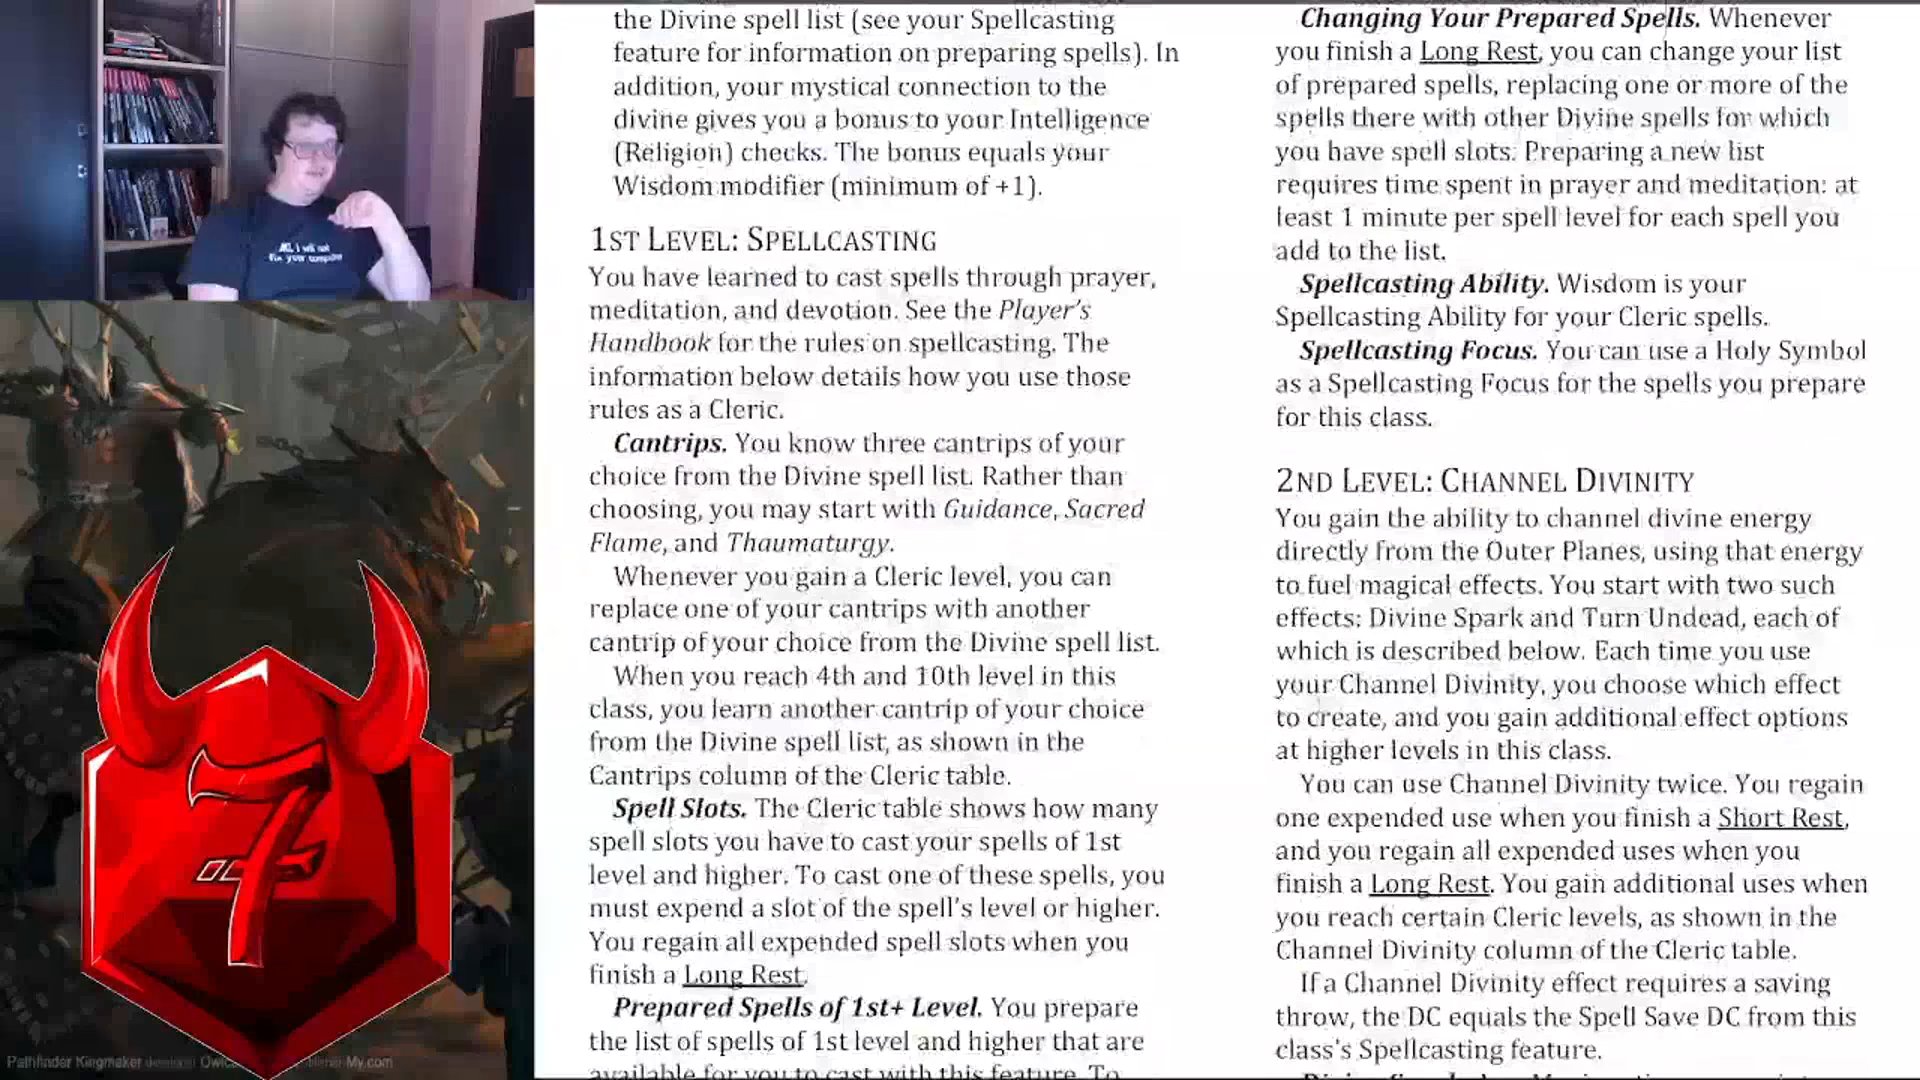 the Divine spell list (see your Spellcasting
feature for information on preparing spells). In
addition, your mystical connection to the
divine gives you a bonus to your Intelligence
(Religion) checks. The bonus equals your
Wisdom modifier (minimum of +1).
1ST LEVEL: SPELLCASTING
You have learned to cast spells through prayer,
meditation, and devotion. See the Player's
Handbook for the rules on spellcasting. The
information below details how you use those
rules as a Cleric.
Cantrips. You know three cantrips of your
choice from the Divine spell list. Rather than
choosing, you may start with Guidance, Sacred
Flame, and Thaumaturgy.
Whenever you gain a Cleric level, you can
replace one of your cantrips with another
cantrip of your choice from the Divine spell list.
When you reach 4th and 10th level in this
class, you learn another cantrip of your choice
from the Divine spell list, as shown in the
Cantrips column of the Cleric table.
Spell Slots. The Cleric table shows how many
spell slots you have to cast your spells of 1st
level and higher. To cast one of these spells, you
must expend a slot of the spell's level or higher.
You regain all expended spell slots when you
finish a Long Rest.
Prepared Spells of 1st+ Level. You prepare
the list of spells of 1st level and higher that are
available for you to cast with this feature. To
Changing Your Prepared Spells. Whenever
you finish a Long Rest, you can change your list
of prepared spells, replacing one or more of the
spells there with other Divine spells for which
you have spell slots. Preparing a new list
requires time spent in prayer and meditation: at
least 1 minute per spell level for each spell you
add to the list.
Spellcasting Ability. Wisdom is your
Spellcasting Ability for your Cleric spells.
Spellcasting Focus. You can use a Holy Symbol
as a Spellcasting Focus for the spells you prepare
for this class.
2ND LEVEL: CHANNEL DIVINITY
You gain the ability to channel divine energy
directly from the Outer Planes, using that energy
to fuel magical effects. You start with two such
effects: Divine Spark and Turn Undead, each of
which is described below. Each time you use
your Channel Divinity, you choose which effect
to create, and you gain additional effect options
at higher levels in this class.
You can use Channel Divinity twice. You regain
one expended use when you finish a Short Rest,
and you regain all expended uses when you
finish a Long Rest. You gain additional uses when
you reach certain Cleric levels, as shown in the
Channel Divinity column of the Cleric table.
If a Channel Divinity effect requires a saving
throw, the DC equals the Spell Save DC from this
class's Spellcasting feature.
7
Pathfinder Kingmaker My.com